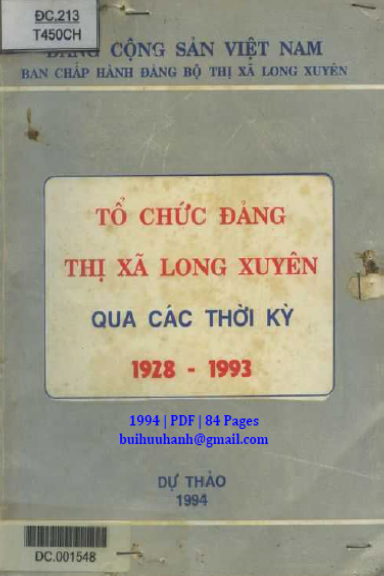 ĐC.213
T450CH
ĐẢNG CỘNG SẢN VIỆT NAM
BAN CHẤP HÀNH ĐẢNG BỘ THỊ XÃ LONG XUYÊN
TỔ CHỨC ĐẢNG
THỊ XÃ LONG XUYÊN
QUA CÁC THỜI KỲ
1928 - 1993
1994 | PDF | 84 Pages
buihuuhanh@gmail.com
DỰ THẢO
1994
ĐC.001548